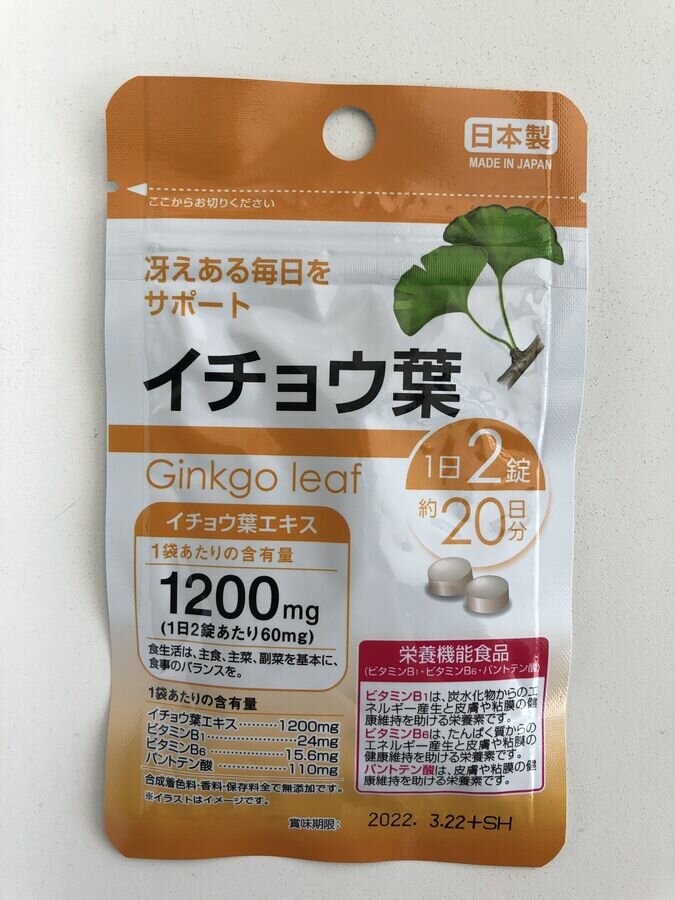 日本製
MADE IN JAPAN
ここからお切りください
冴えある毎日を
サポート
イチョウ葉
Ginkgo leaf
1日2錠
約20日分
イチョウ葉エキス
1袋あたりの含有量
1200mg
(1日2錠あたり60mg)
食生活は、主食、主菜、副菜を基本に、
食事のバランスを。
1袋あたりの含有量
イチョウ葉エキス………1200mg
ビタミンB1…………………24mg
ビタミンB6………………15.6mg
パントテン酸………………110mg
合成着色料・香料・保存料全て無添加です。
※イラストはイメージです。
栄養機能食品
(ビタミンB1・ビタミンB6・パントテン酸)
ビタミンB1は、炭水化物からのエ
ネルギー産生と皮膚や粘膜の健
康維持を助ける栄養素です。
ビタミンB6は、たんぱく質からの
エネルギー産生と皮膚や粘膜の
健康維持を助ける栄養素です。
パントテン酸は、皮膚や粘膜の健
康維持を助ける栄養素です。
賞味期限: 2022. 3.22+SH